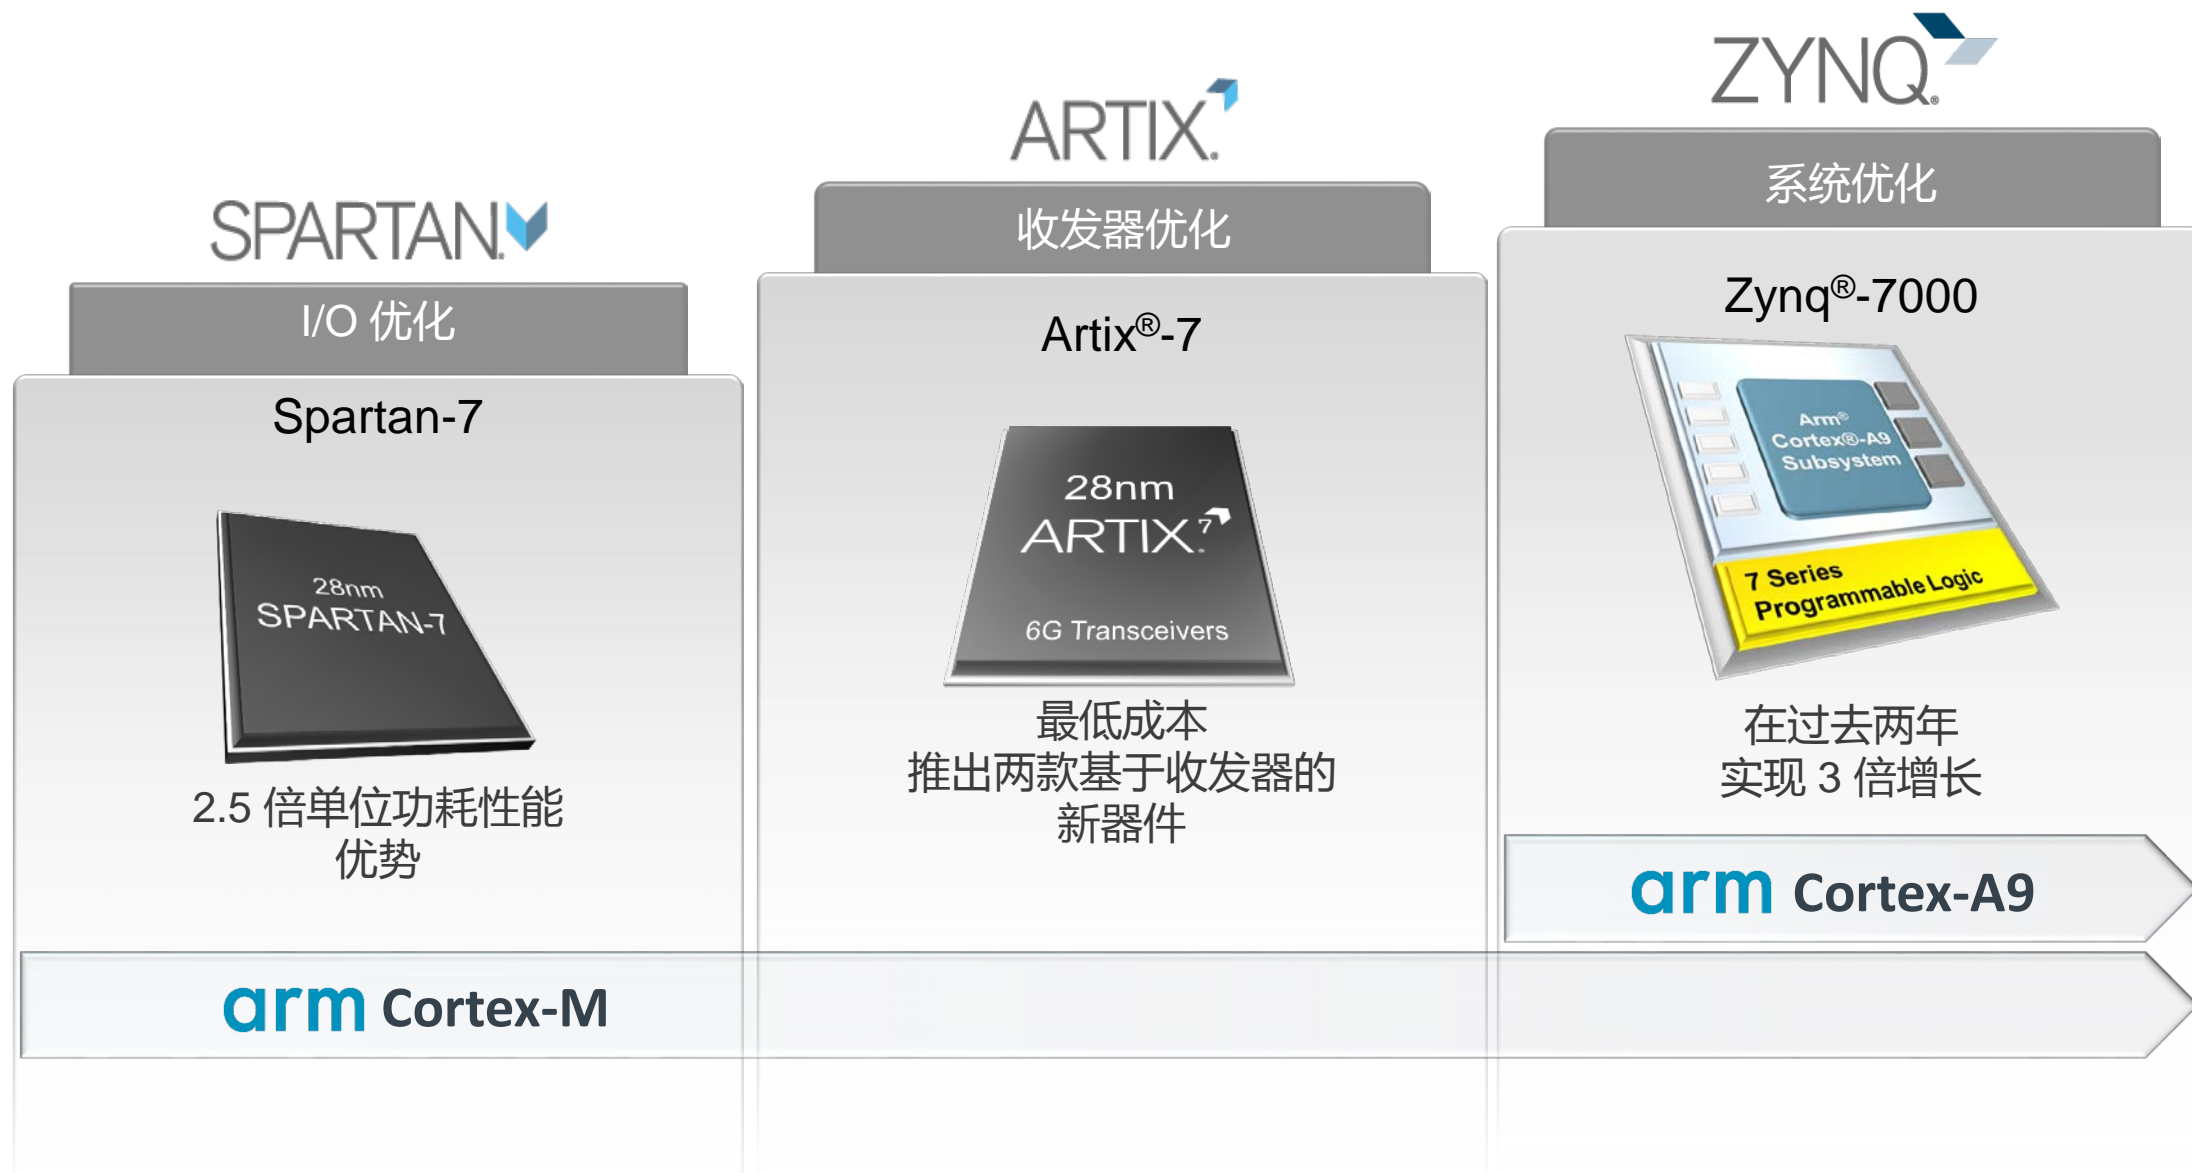 SPARTAN
I/O 优化
Spartan-7
28nm
SPARTAN-7
2.5 倍单位功耗性能
优势
ARTIX
收发器优化
Artix®-7
28nm
ARTIX 7
6G Transceivers
最低成本
推出两款基于收发器的
新器件
ZYNQ®
系统优化
Zynq®-7000
Arm®
Cortex®-A9
Subsystem
7 Series
Programmable Logic
在过去两年
实现 3 倍增长
arm Cortex-A9
arm Cortex-M